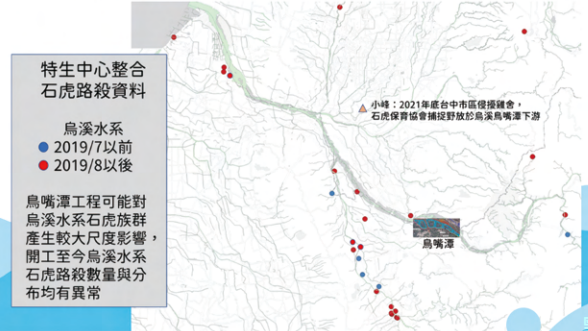 特生中心整合
石虎路殺資料
烏溪水系
2019/7以前
2019/8以後
鳥嘴潭工程可能對
烏溪水系石虎族群
產生較大尺度影響，
開工至今烏溪水系
石虎路殺數量與分
布均有異常
小峰：2021年底台中市區侵擾雞舍，
石虎保育協會捕捉野放於烏溪鳥嘴潭下游
鳥嘴潭